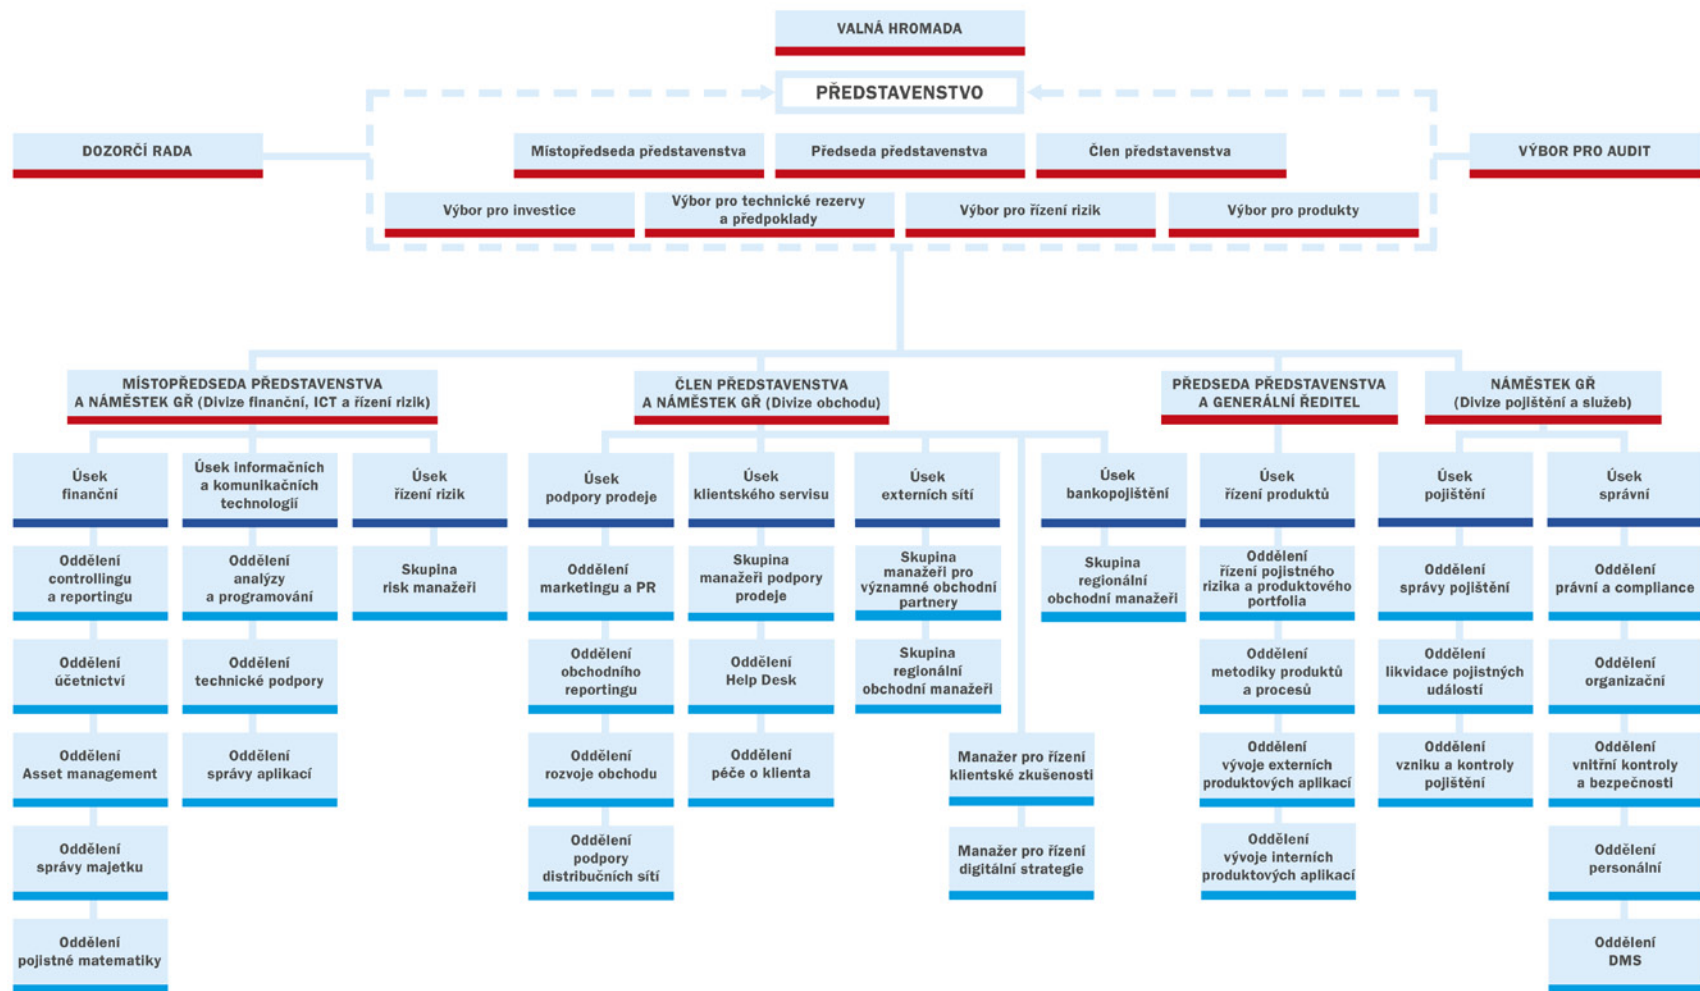 VALNÁ HROMADA
PŘEDSTAVENSTVO
DOZORČÍ RADA
Místopředseda představenstva
Předseda představenstva
Člen představenstva
VÝBOR PRO AUDIT
Výbor pro investice
Výbor pro technické rezervy
a předpoklady
Výbor pro řízení rizik
Výbor pro produkty
MÍSTOPŘEDSEDA PŘEDSTAVENSTVA
A NÁMĚSTEK GŘ (Divize finanční, ICT a řízení rizik)
ČLEN PŘEDSTAVENSTVA
A NÁMĚSTEK GŘ (Divize obchodu)
PŘEDSEDA PŘEDSTAVENSTVA
A GENERÁLNÍ ŘEDITEL
NÁMĚSTEK GŘ
(Divize pojištění a služeb)
Úsek
finanční
Úsek informačních
a komunikačních
technologií
Úsek
řízení rizik
Úsek
podpory prodeje
Úsek
klientského servisu
Úsek
externích sítí
Úsek
bankopojištění
Úsek
řízení produktů
Úsek
pojištění
Úsek
správní
Oddělení
controllingu
a reportingu
Oddělení
analýzy
a programování
Skupina
risk manažeři
Oddělení
marketingu a PR
Skupina
manažeři podpory
prodeje
Skupina
manažeři pro
významné obchodní
partnery
Skupina
regionální
obchodní manažeři
Oddělení
řízení pojistného
rizika a produktového
portfolia
Oddělení
správy pojištění
Oddělení
právní a compliance
Oddělení
účetnictví
Oddělení
technické podpory
Oddělení
obchodního
reportingu
Oddělení
Help Desk
Skupina
regionální
obchodní manažeři
Oddělení
metodiky produktů
a procesů
Oddělení
likvidace pojistných
událostí
Oddělení
organizační
Oddělení
Asset management
Oddělení
správy aplikací
Oddělení
rozvoje obchodu
Oddělení
péče o klienta
Manažer pro řízení
klientské zkušenosti
Oddělení
vývoje externích
produktových aplikací
Oddělení
vzniku a kontroly
pojištění
Oddělení
vnitřní kontroly
a bezpečnosti
Oddělení
správy majetku
Oddělení
podpory
distribučních sítí
Manažer pro řízení
digitální strategie
Oddělení
vývoje interních
produktových aplikací
Oddělení
personální
Oddělení
pojistné matematiky
Oddělení
DMS